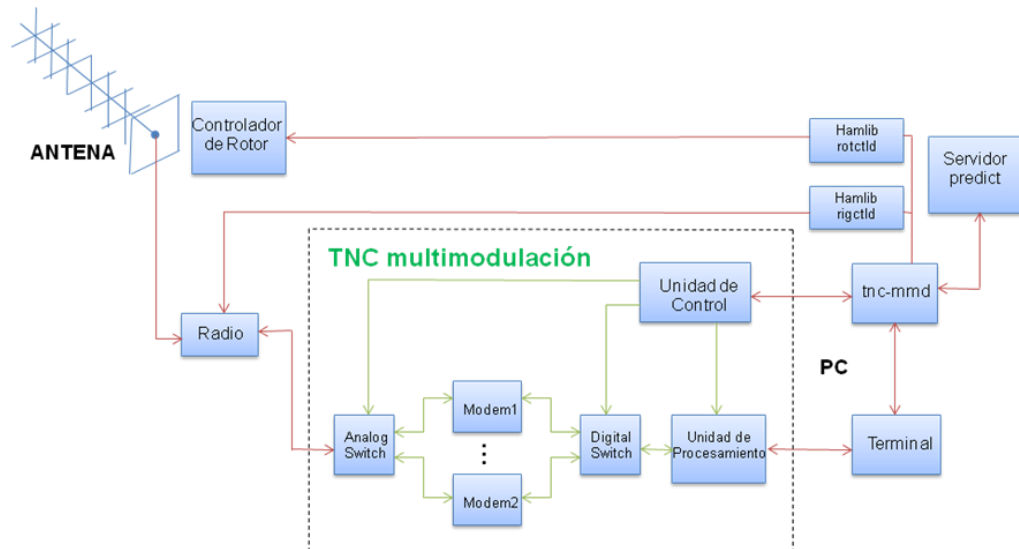 ANTENA
Controlador
de Rotor
Hamlib
rotctld
Servidor
predict
Hamlib
rigctld
TNC multimodulación
Unidad de
Control
tnc-mmd
Radio
PC
Analog
Switch
Modem1
⋮
Modem2
Digital
Switch
Unidad de
Procesamiento
Terminal